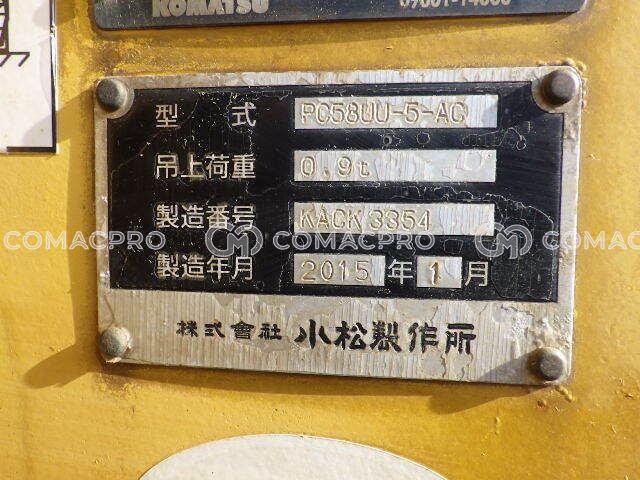 KOMATSU
型式 PC58UU-5-AC
吊上荷重 0.9t
製造番号 KACK 3354
製造年月 2015年1月
株式會社 小松製作所
COMACPRO COMACPRO COMACPRO